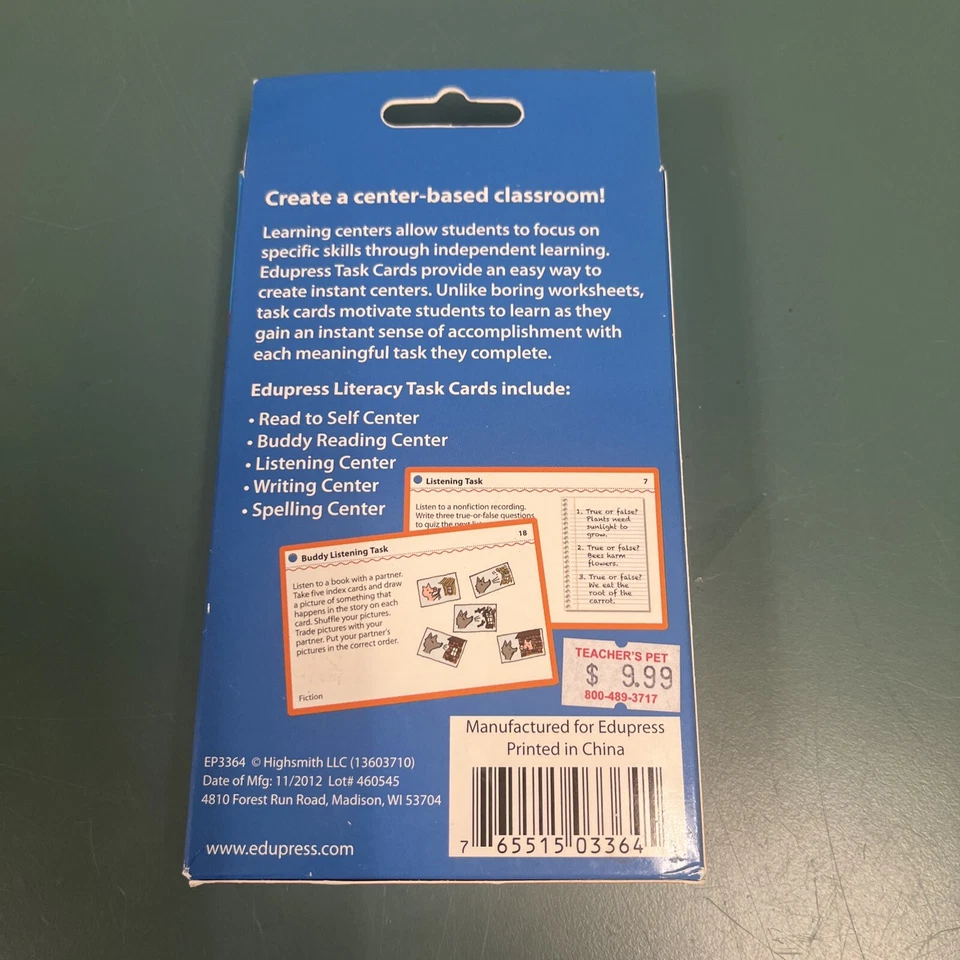 Create a center-based classroom!
Learning centers allow students to focus on
specific skills through independent learning.
Edupress Task Cards provide an easy way to
create instant centers. Unlike boring worksheets,
task cards motivate students to learn as they
gain an instant sense of accomplishment with
each meaningful task they complete.
Edupress Literacy Task Cards include:
• Read to Self Center
• Buddy Reading Center
• Listening Center
• Writing Center
• Spelling Center
Listening Task 7
Listen to a nonfiction recording.
Write three true-or-false questions
to quiz the
1. True or false?
Plants need
sunlight to
grow.
2. True or false?
Bees harm
flowers.
3. True or false?
We eat the
root of the
carrot.
Buddy Listening Task 18
Listen to a book with a partner.
Take five index cards and draw
a picture of something that
happens in the story on each
card. Shuffle your pictures.
Trade pictures with your
partner. Put your partner's
pictures in the correct order.
Fiction
TEACHER'S PET
$ 9.99
800-489-3717
Manufactured for Edupress
Printed in China
EP3364 © Highsmith LLC (13603710)
Date of Mfg: 11/2012 Lot# 460545
4810 Forest Run Road, Madison, WI 53704
www.edupress.com
7 65515 03364